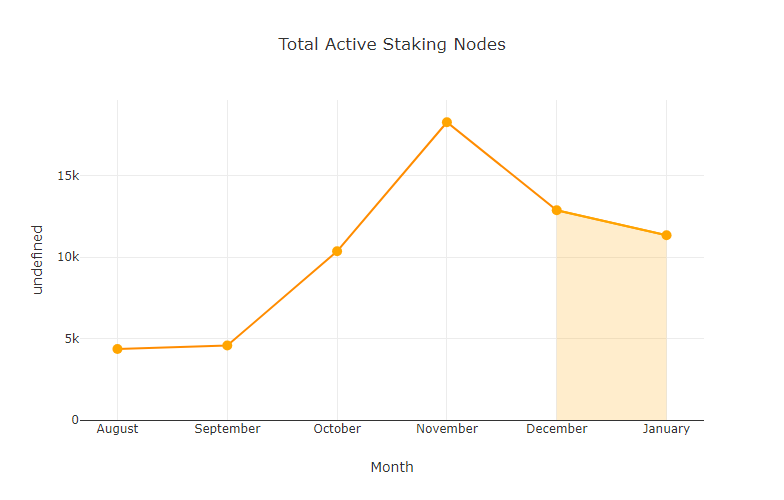 Total Active Staking Nodes
undefined
15k
10k
5k
0
August September October November December January
Month